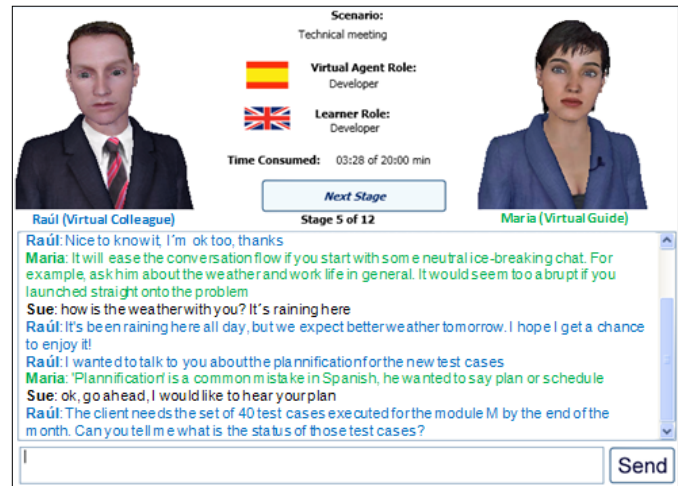 Scenario:
Technical meeting
Virtual Agent Role:
Developer
Learner Role:
Developer
Time Consumed: 03:28 of 20:00 min
Next Stage
Raúl (Virtual Colleague)
Stage 5 of 12
Maria (Virtual Guide)
Raúl: Nice to know it, I´m ok too, thanks
Maria: It will ease the conversation flow if you start with some neutral ice-breaking chat. For
example, ask him about the weather and work life in general. It would seem too abrupt if you
launched straight onto the problem
Sue: how is the weather with you? It´s raining here
Raúl: It's been raining here all day, but we expect better weather tomorrow. I hope I get a chance
to enjoy it!
Raúl: I wanted to talk to you about the plannification for the new test cases
Maria: 'Plannification' is a common mistake in Spanish, he wanted to say plan or schedule
Sue: ok, go ahead, I would like to hear your plan
Raúl: The client needs the set of 40 test cases executed for the module M by the end of the
month. Can you tell me what is the status of those test cases?
Send